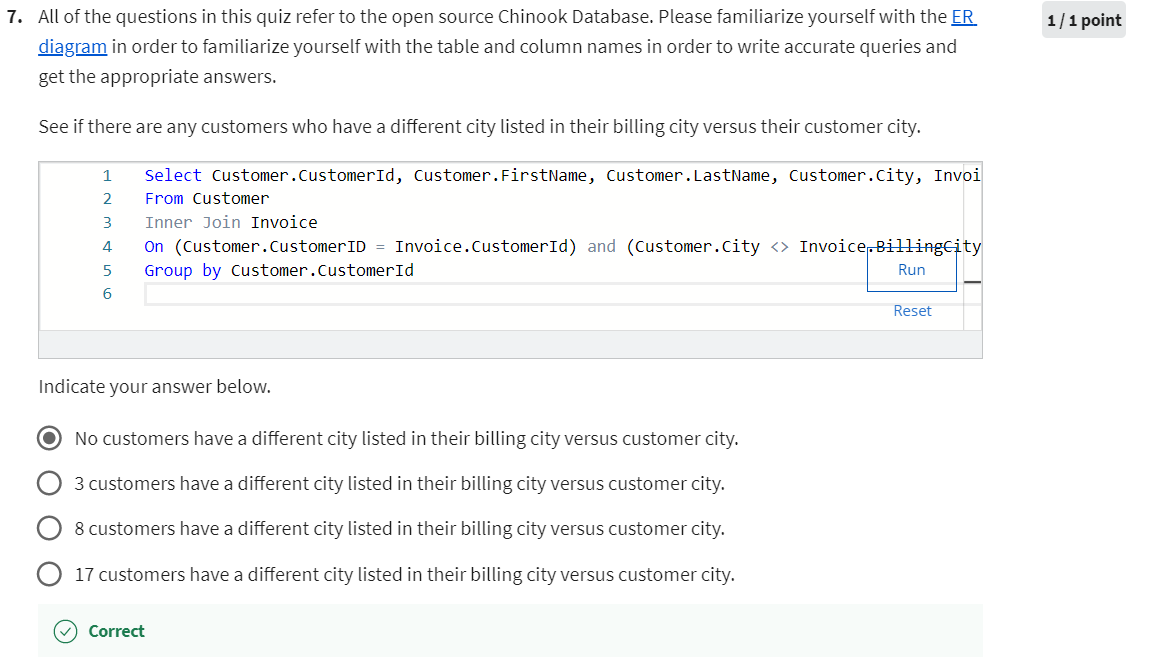 7. All of the questions in this quiz refer to the open source Chinook Database. Please familiarize yourself with the ER
1 / 1 point
diagram in order to familiarize yourself with the table and column names in order to write accurate queries and
get the appropriate answers.
See if there are any customers who have a different city listed in their billing city versus their customer city.
1 Select Customer.CustomerId, Customer.FirstName, Customer.LastName, Customer.City, Invoi
2 From Customer
3 Inner Join Invoice
4 On (Customer.CustomerID = Invoice.CustomerId) and (Customer.City <> Invoice.BillingCity
5 Group by Customer.CustomerId
Run
6
Reset
Indicate your answer below.
No customers have a different city listed in their billing city versus customer city.
3 customers have a different city listed in their billing city versus customer city.
8 customers have a different city listed in their billing city versus customer city.
17 customers have a different city listed in their billing city versus customer city.
Correct